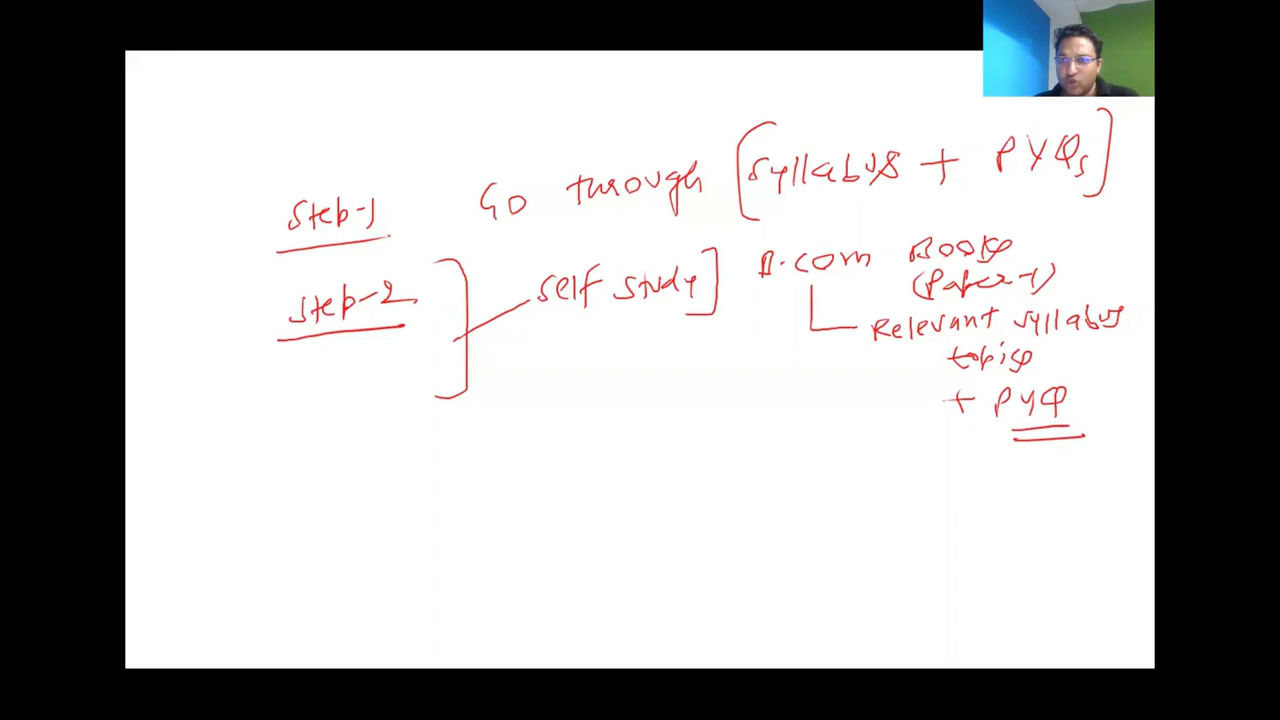 Step-1 Go through [Syllabus + PYQs]
Step-2 Self study] B.com Books
(Paper-1)
Relevant syllabus
topics
+ PYQ